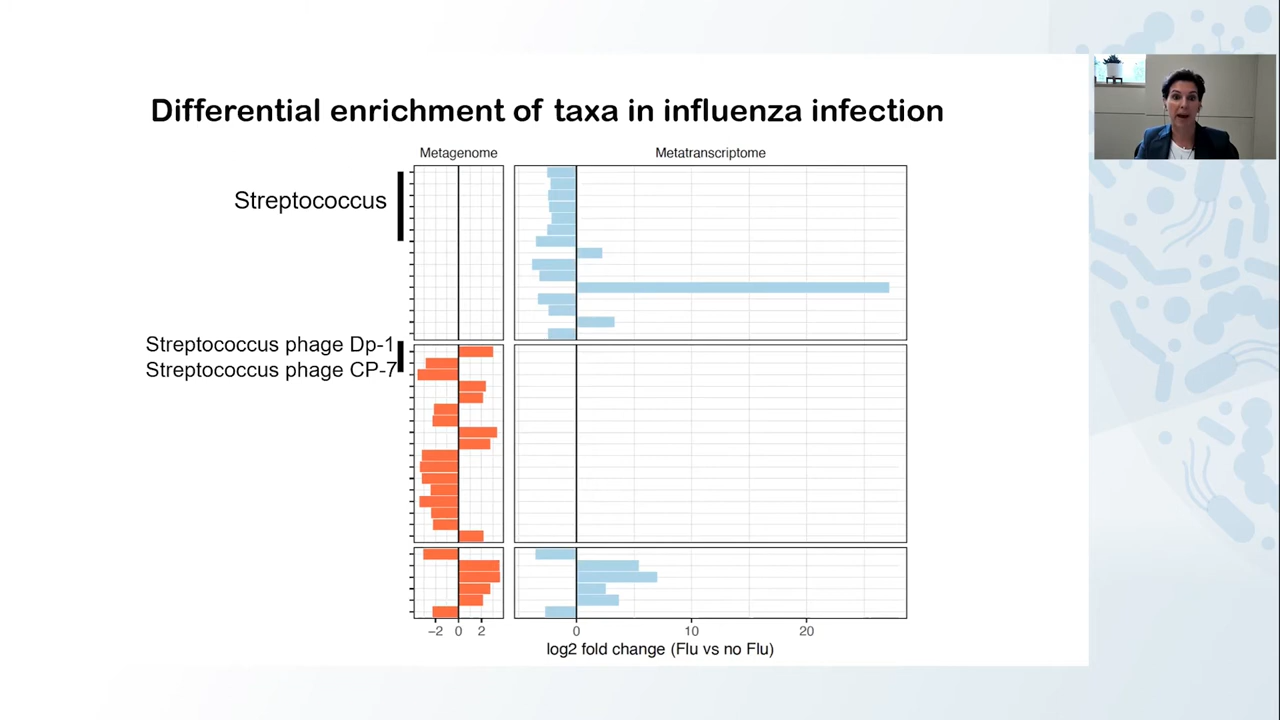 Differential enrichment of taxa in influenza infection
Metagenome
Metatranscriptome
Streptococcus
Streptococcus phage Dp-1
Streptococcus phage CP-7
−2 0 2
0 10 20
log2 fold change (Flu vs no Flu)